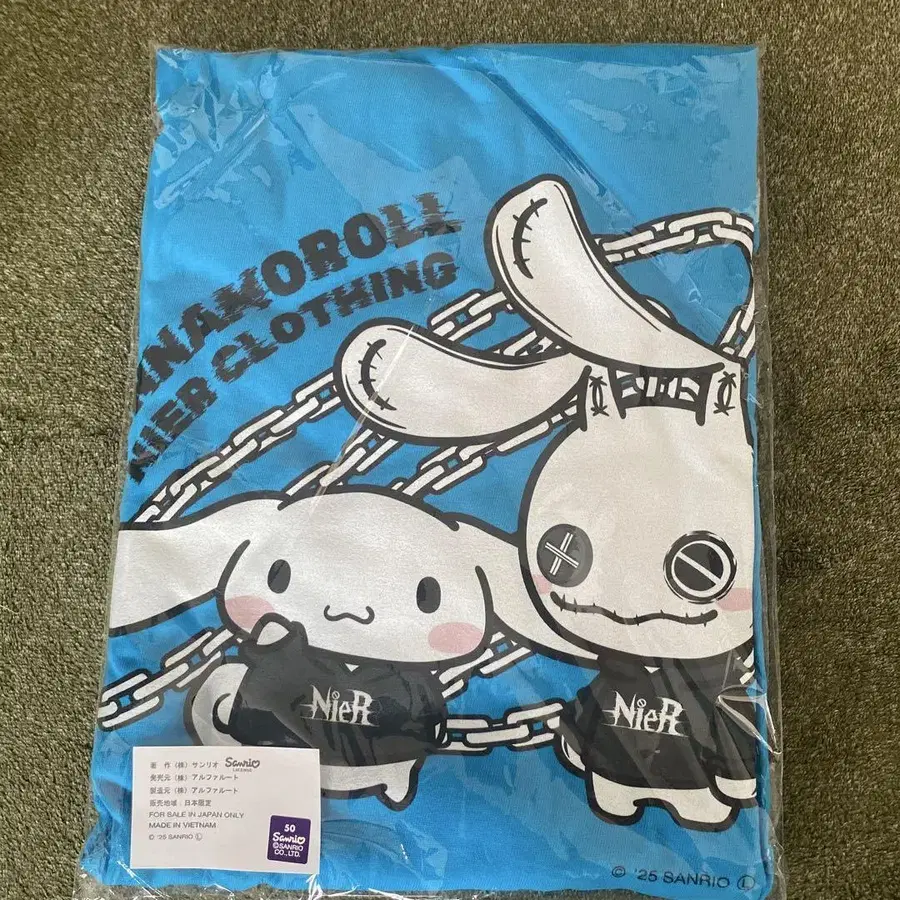 NAMOROLL
NIER CLOTHING
NieR
NieR
著 作 (株) サンリオ Sanrio
LICENSE
発売元 (株) アルファルート
製造元 (株) アルファルート
販売地域:日本限定
FOR SALE IN JAPAN ONLY
MADE IN VIETNAM
© '25 SANRIO Ⓛ
50
Sanrio
©SANRIO
CO.,LTD.
© '25 SANRIO Ⓛ